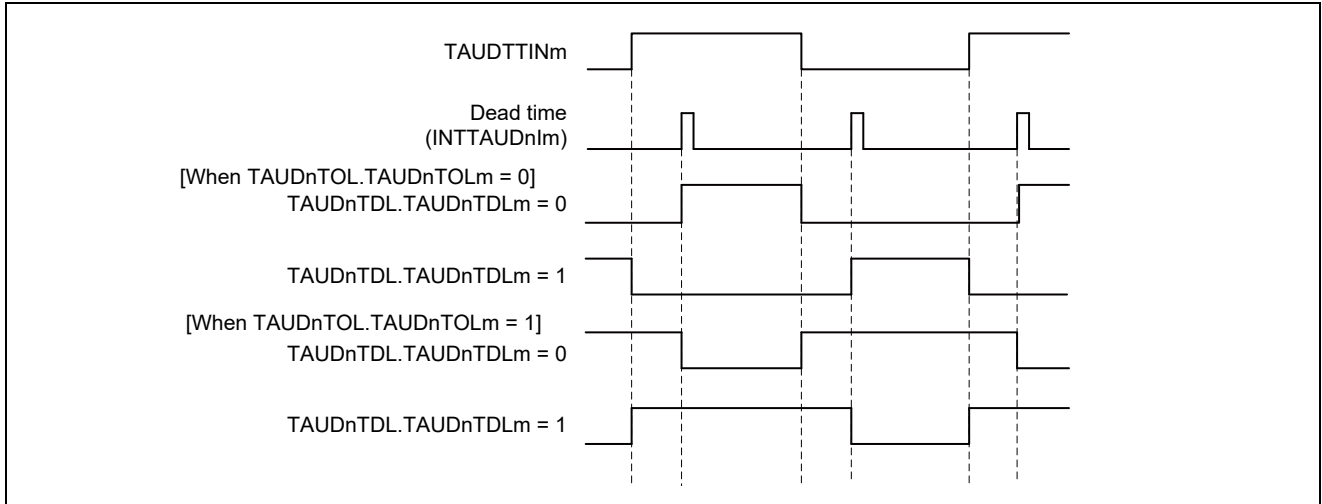 TAUDTTINm
Dead time
(INTTAUDnIm)
[When TAUDnTOL.TAUDnTOLm = 0]
TAUDnTDL.TAUDnTDLm = 0
TAUDnTDL.TAUDnTDLm = 1
[When TAUDnTOL.TAUDnTOLm = 1]
TAUDnTDL.TAUDnTDLm = 0
TAUDnTDL.TAUDnTDLm = 1